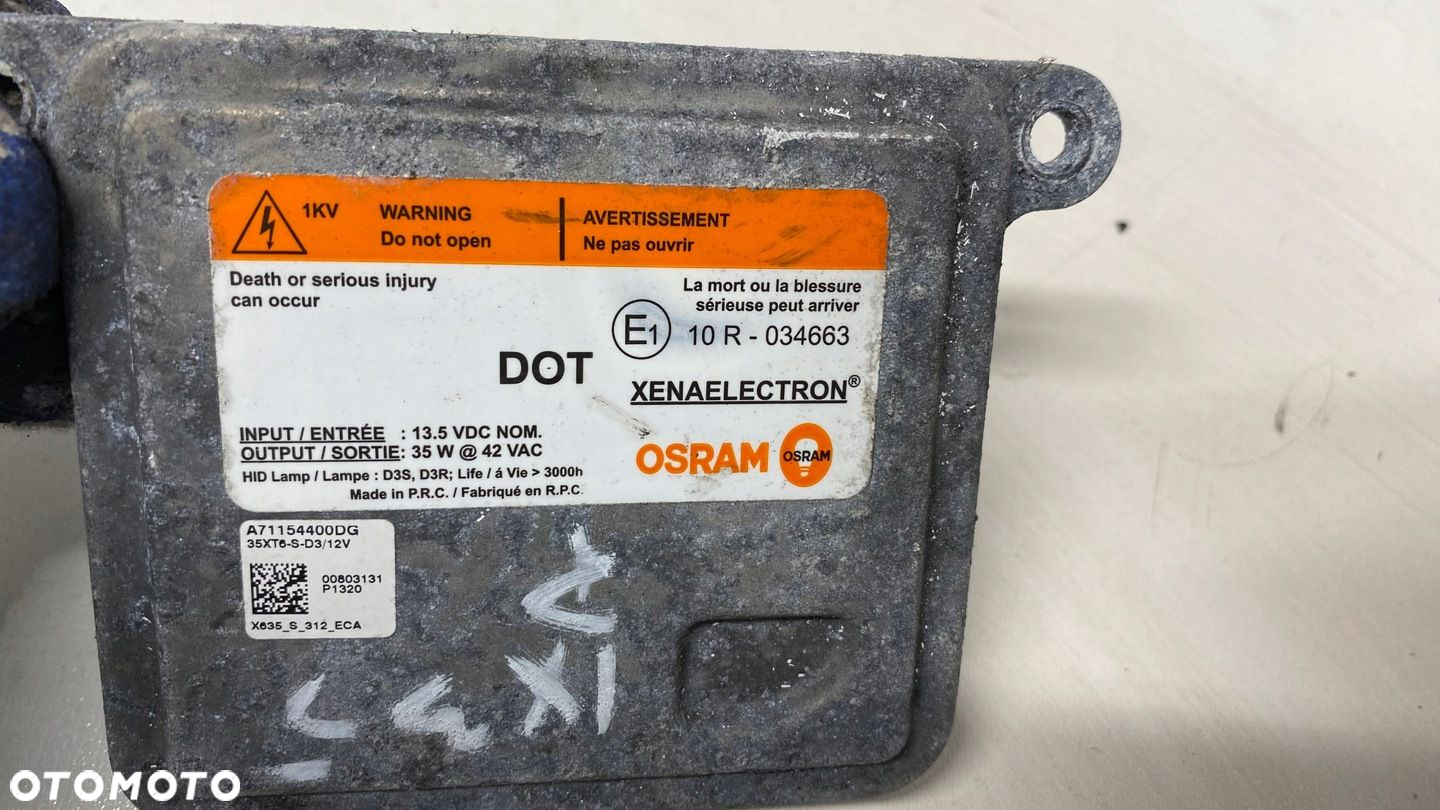 1KV
WARNING
Do not open
AVERTISSEMENT
Ne pas ouvrir
Death or serious injury
can occur
La mort ou la blessure
sérieuse peut arriver
E1 10 R - 034663
DOT
XENAELECTRON®
INPUT / ENTRÉE : 13.5 VDC NOM.
OUTPUT / SORTIE: 35 W @ 42 VAC
HID Lamp / Lampe : D3S, D3R; Life / á Vie > 3000h
Made in P.R.C. / Fabriqué en R.P.C.
OSRAM OSRAM
A71154400DG
35XT6-S-D3/12V
00803131
P1320
X635_S_312_ECA
OTOMOTO